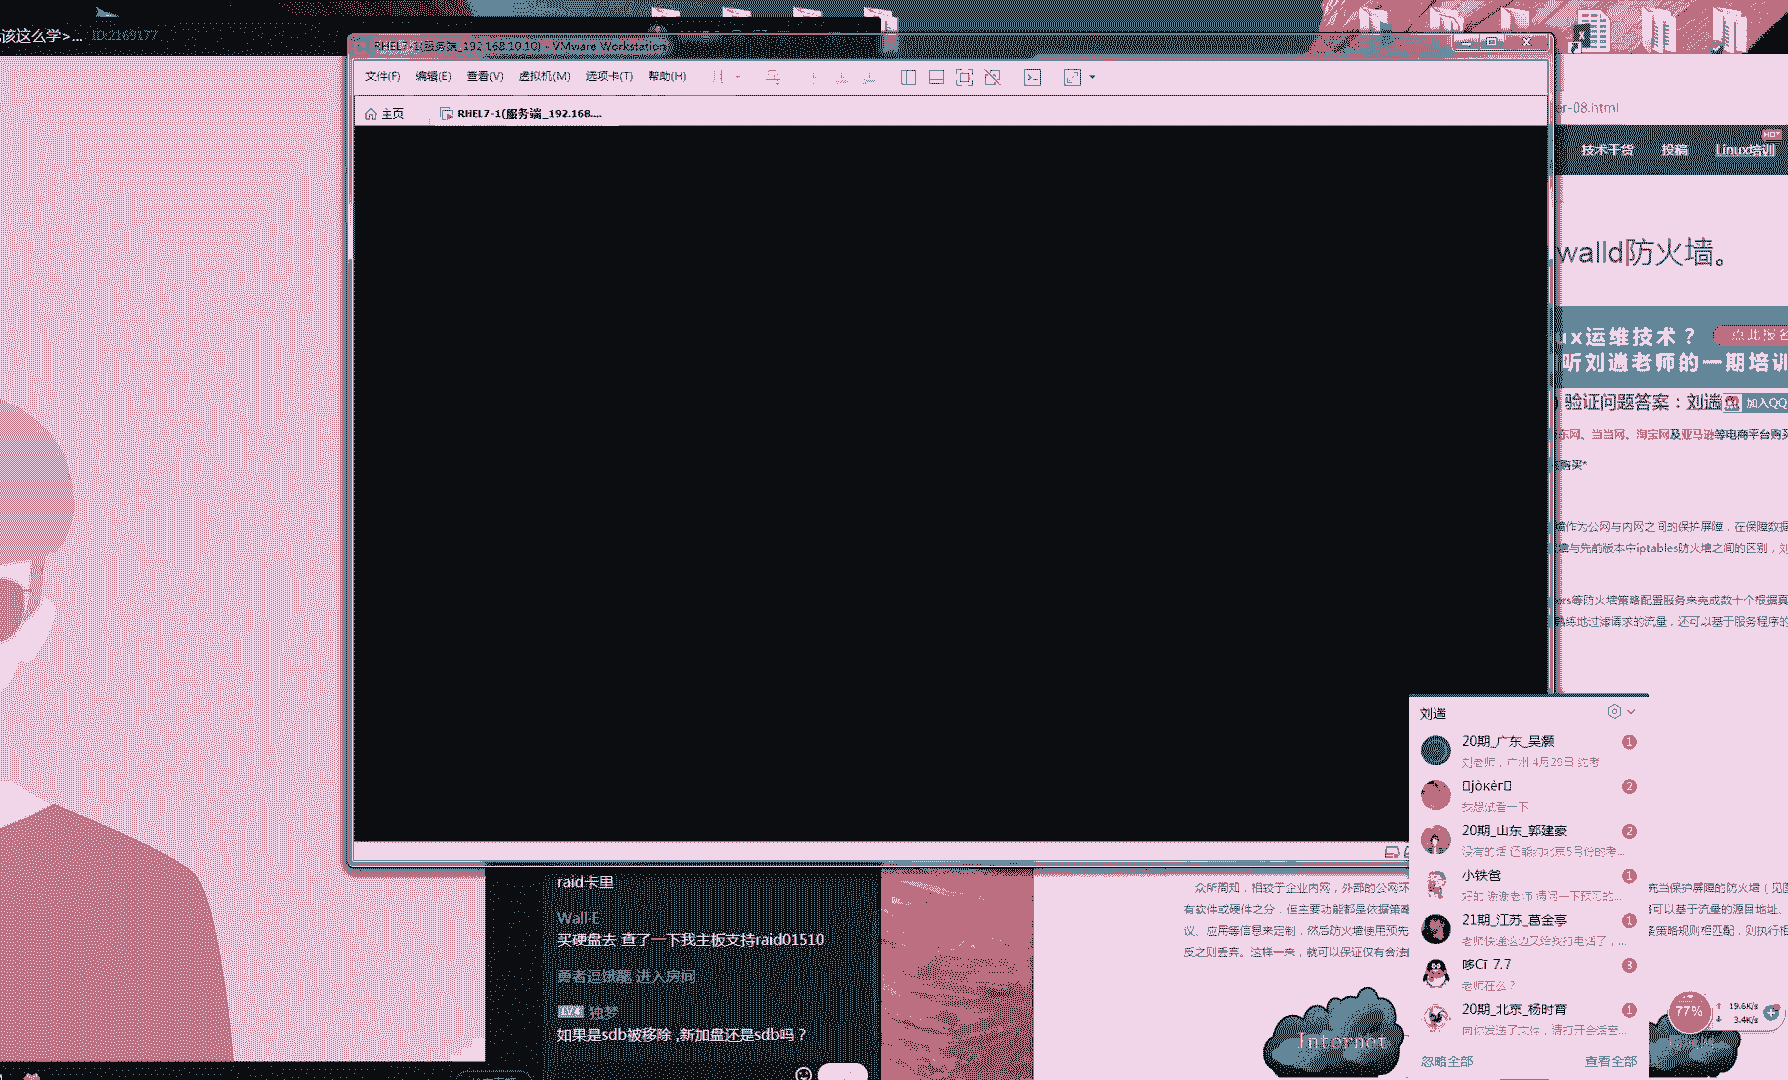 该这么学>... ID:2169177
RHEL7-1(服务端_192.168.10.10) - VMware Workstation
文件(F) 编辑(E) 查看(V) 虚拟机(M) 选项卡(T) 帮助(H)
主页 RHEL7-1(服务端_192.168....
er-08.html
HOT
技术干货 投稿 Linux培训
walld防火墙。
ux运维技术？ 点此报名
听刘遄老师的一期培训
验证问题答案：刘遄 加入QQ
东网、当当网、淘宝网及亚马逊等电商平台购买
购买*
墙作为公网与内网之间的保护屏障，在保障数据
墙与先前版本中iptables防火墙之间的区别，刘
ers等防火墙策略配置服务来完成数十个根据真
熟练地过滤请求的流量，还可以基于服务程序的
刘遄
20期_广东_吴灏 1
刘老师，广州 4月29日 统考
jòkèr 2
我想试看一下
20期_山东_郭建豪 2
没有的话 还能约北京5号份的考...
小铁爸 1
好的 谢谢老师 请问一下预见的...
21期_江苏_葛金亭 1
老师快递这边又给我打电话了，...
哆Cī 7.7 3
老师在么？
20期_北京_杨时育 1
向你发送了文件，请打开会话查...
忽略全部 查看全部
raid卡里
Wall·E
买硬盘去 查了一下我主板支持raid01510
勇者逗饿龍 进入房间
LV4 独梦
如果是sdb被移除 ,新加盘还是sdb吗？
众所周知，相较于企业内网，外部的公网环
充当保护屏障的防火墙（见图
有软件或硬件之分，但主要功能都是依据策略
可以基于流量的源目地址、
议、应用等信息来定制，然后防火墙使用预先
策略规则相匹配，则执行相
反之则丢弃。这样一来，就可以保证仅有合法
Internet
77% 19.6K/s
3.4K/s